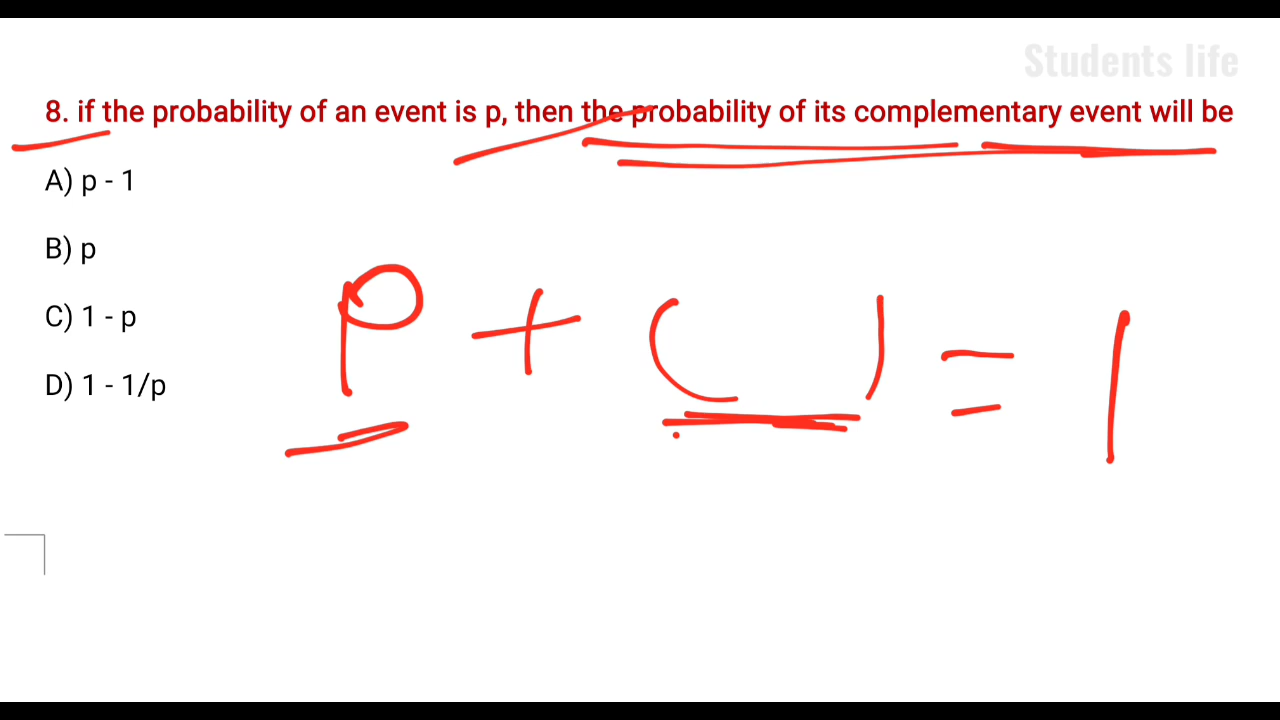 Students life
8. if the probability of an event is p, then the probability of its complementary event will be
A) p - 1
B) p
C) 1 - p
D) 1 - 1/p
P + ( ) = 1